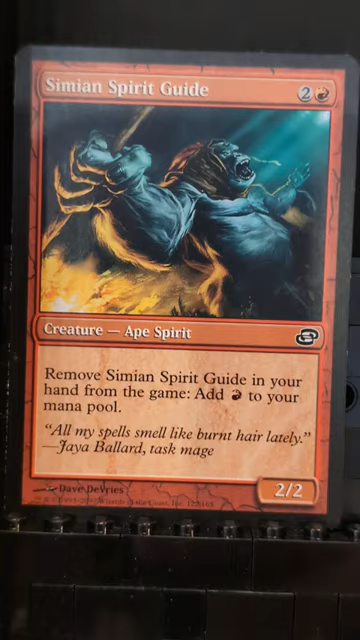 Simian Spirit Guide 2
Creature — Ape Spirit
Remove Simian Spirit Guide in your
hand from the game: Add to your
mana pool.
"All my spells smell like burnt hair lately."
—Jaya Ballard, task mage
Dave DeVries
2/2